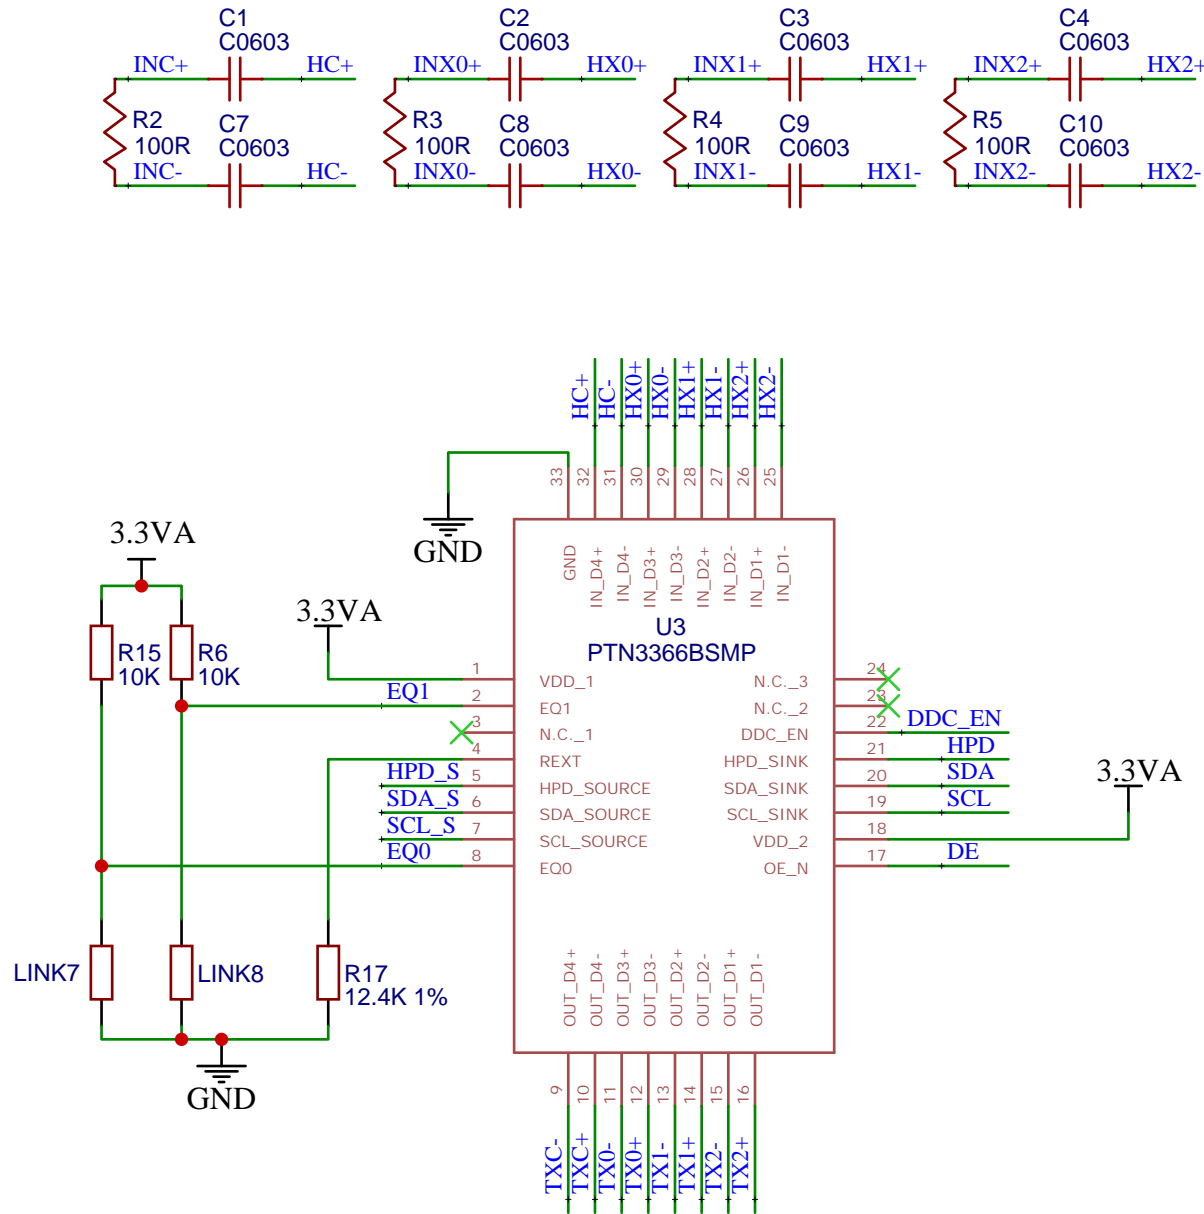 C1
C0603
INC+
HC+
R2
100R
C7
C0603
INC-
HC-
C2
C0603
INX0+
HX0+
R3
100R
C8
C0603
INX0-
HX0-
C3
C0603
INX1+
HX1+
R4
100R
C9
C0603
INX1-
HX1-
C4
C0603
INX2+
HX2+
R5
100R
C10
C0603
INX2-
HX2-
HC+
HC-
HX0+
HX0-
HX1+
HX1-
HX2+
HX2-
33
32
31
30
29
28
27
26
25
GND
GND
IN_D4+
IN_D4-
IN_D3+
IN_D3-
IN_D2+
IN_D2-
IN_D1+
IN_D1-
U3
PTN3366BSMP
3.3VA
R15
10K
R6
10K
3.3VA
1
VDD_1
EQ1
2
EQ1
3
N.C._1
4
REXT
HPD_S
5
HPD_SOURCE
SDA_S
6
SDA_SOURCE
SCL_S
7
SCL_SOURCE
EQ0
8
EQ0
24
N.C._3
23
N.C._2
22
DDC_EN
DDC_EN
21
HPD_SINK
HPD
20
SDA_SINK
SDA
19
SCL_SINK
SCL
18
VDD_2
3.3VA
17
OE_N
DE
LINK7
LINK8
R17
12.4K 1%
GND
OUT_D4+
OUT_D4-
OUT_D3+
OUT_D3-
OUT_D2+
OUT_D2-
OUT_D1+
OUT_D1-
9
10
11
12
13
14
15
16
TXC-
TXC+
TX0-
TX0+
TX1-
TX1+
TX2-
TX2+